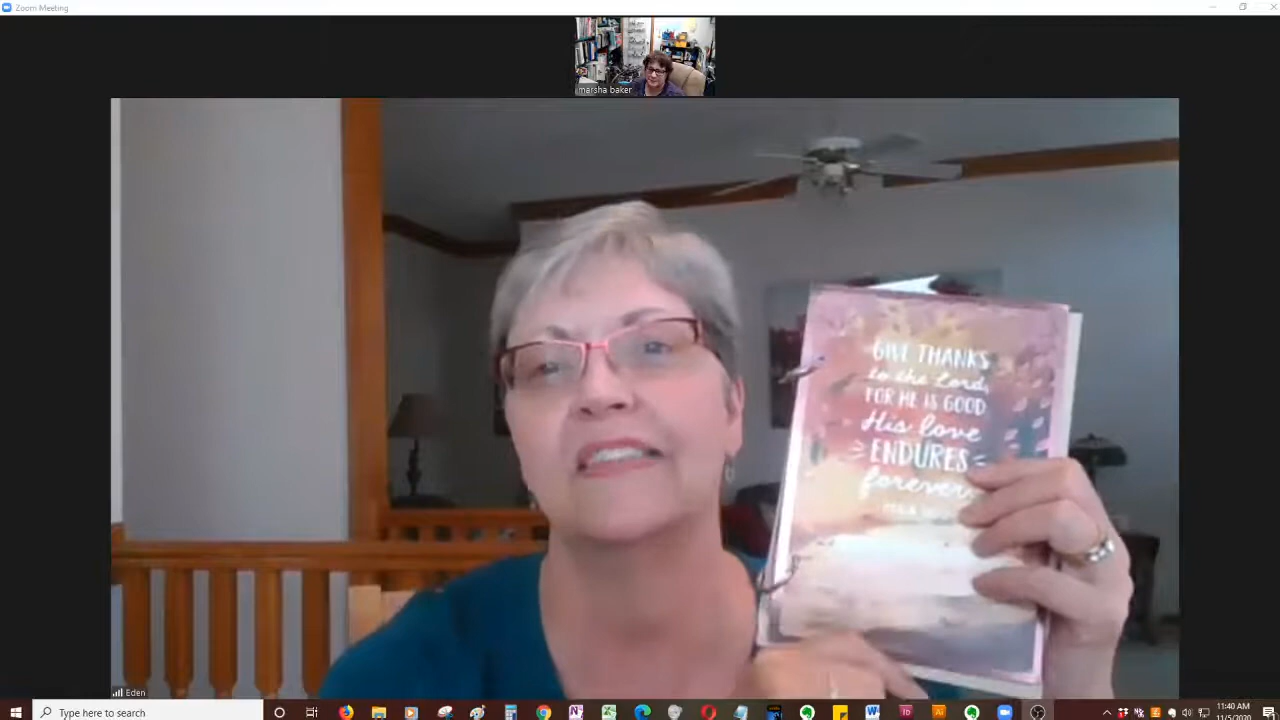 Zoom Meeting
marsha baker
GIVE THANKS
to the Lord,
FOR HE IS GOOD
His love
ENDURES
forever.
Eden
Type here to search
11:40 AM
11/5/2020